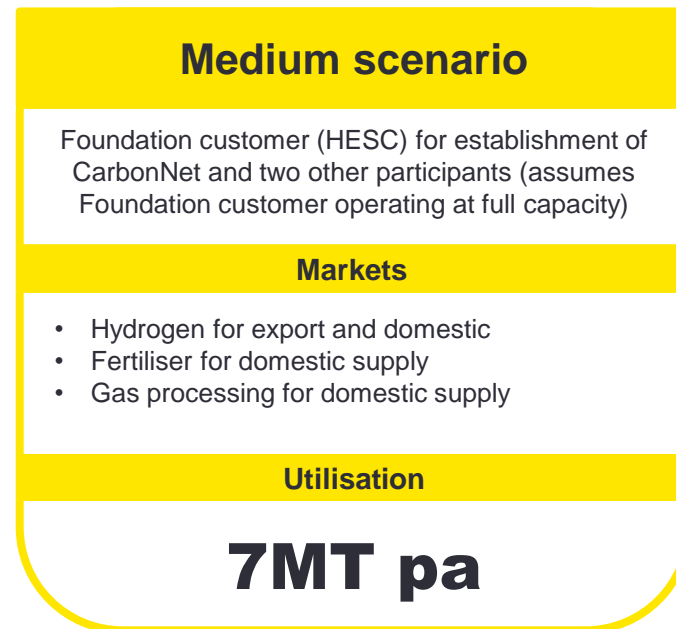 Medium scenario
Foundation customer (HESC) for establishment of
CarbonNet and two other participants (assumes
Foundation customer operating at full capacity)
Markets
• Hydrogen for export and domestic
• Fertiliser for domestic supply
• Gas processing for domestic supply
Utilisation
7MT pa